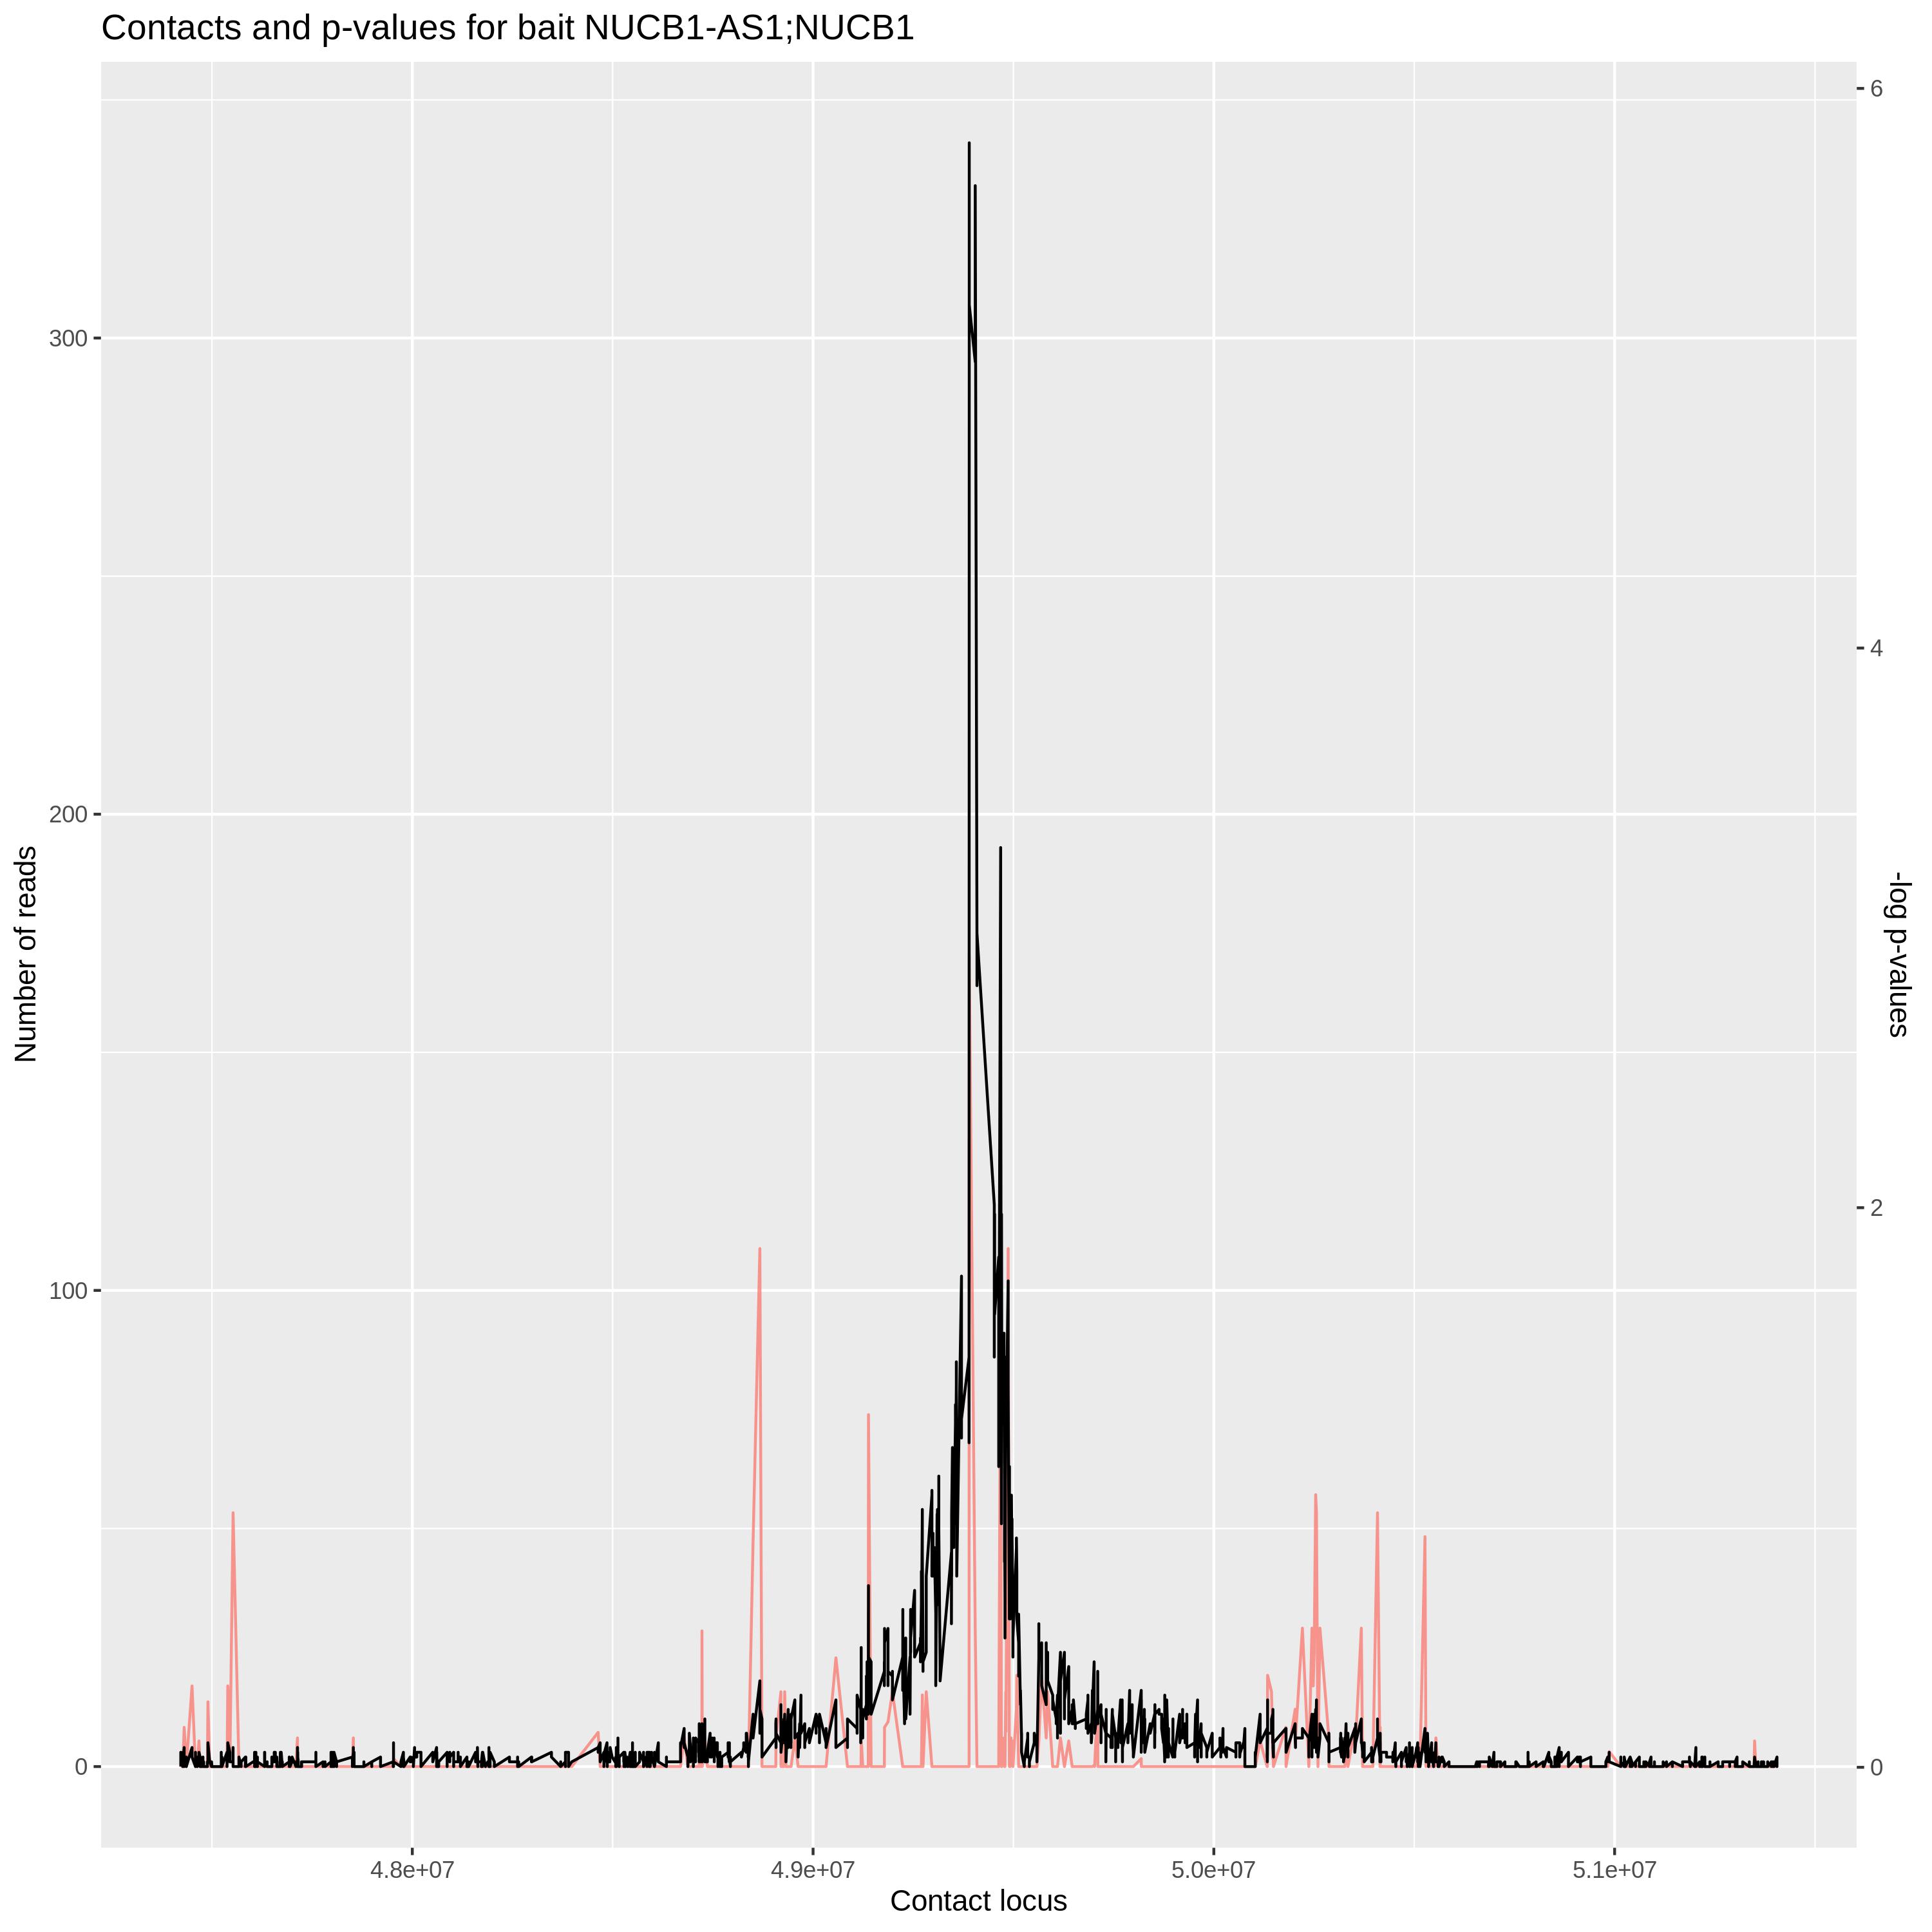 Contacts and p-values for bait NUCB1-AS1;NUCB1
6
300
4
200
Number of reads
-log p-values
2
100
0
0
4.8e+07
4.9e+07
5.0e+07
5.1e+07
Contact locus